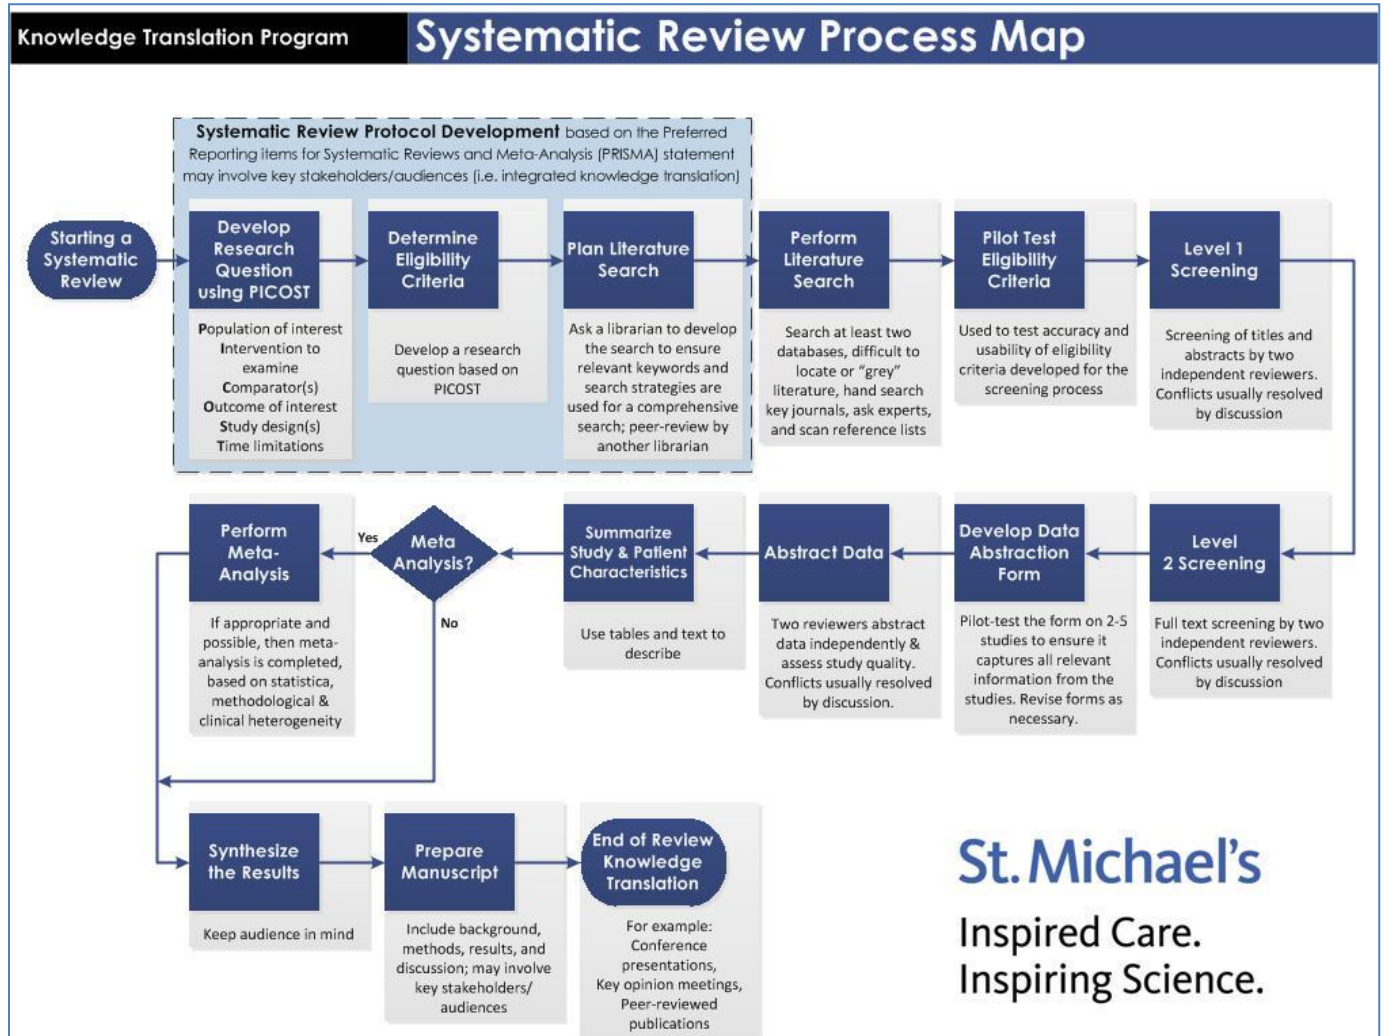 Knowledge Translation Program
Systematic Review Process Map
Systematic Review Protocol Development based on the Preferred
Reporting items for Systematic Reviews and Meta-Analysis (PRISMA) statement
may involve key stakeholders/audiences (i.e. integrated knowledge translation)
Starting a
Systematic
Review
Develop
Research
Question
using PICOST
Population of interest
Intervention to
examine
Comparator(s)
Outcome of interest
Study design(s)
Time limitations
Determine
Eligibility
Criteria
Develop a research
question based on
PICOST
Plan Literature
Search
Ask a librarian to develop
the search to ensure
relevant keywords and
search strategies are
used for a comprehensive
search; peer-review by
another librarian
Perform
Literature
Search
Search at least two
databases, difficult to
locate or “grey”
literature, hand search
key journals, ask experts,
and scan reference lists
Pilot Test
Eligibility
Criteria
Used to test accuracy and
usability of eligibility
criteria developed for the
screening process
Level 1
Screening
Screening of titles and
abstracts by two
independent reviewers.
Conflicts usually resolved
by discussion
Level
2 Screening
Full text screening by two
independent reviewers.
Conflicts usually resolved
by discussion
Develop Data
Abstraction
Form
Pilot-test the form on 2-5
studies to ensure it
captures all relevant
information from the
studies. Revise forms as
necessary.
Abstract Data
Two reviewers abstract
data independently &
assess study quality.
Conflicts usually resolved
by discussion.
Summarize
Study & Patient
Characteristics
Use tables and text to
describe
Meta
Analysis?
Yes
No
Perform
Meta-
Analysis
If appropriate and
possible, then meta-
analysis is completed,
based on statistica,
methodological &
clinical heterogeneity
Synthesize
the Results
Keep audience in mind
Prepare
Manuscript
Include background,
methods, results, and
discussion; may involve
key stakeholders/
audiences
End of Review
Knowledge
Translation
For example:
Conference
presentations,
Key opinion meetings,
Peer-reviewed
publications
St. Michael's
Inspired Care.
Inspiring Science.